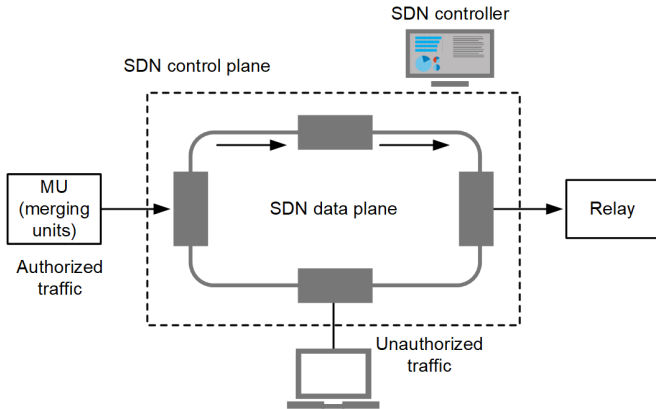 SDN controller
SDN control plane
MU
(merging
units)
SDN data plane
Relay
Authorized
traffic
Unauthorized
traffic